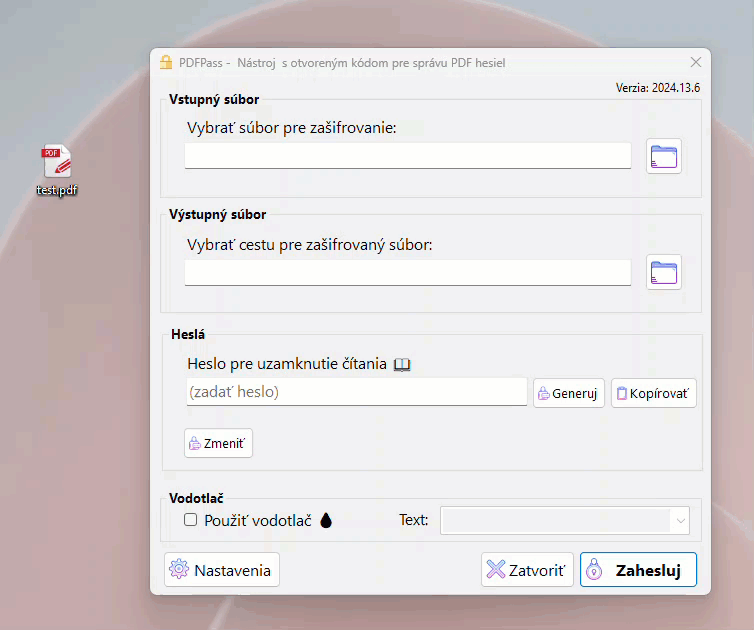 PDFPass -  Nástroj  s otvoreným kódom pre správu PDF hesiel
Verzia: 2024.13.6
Vstupný súbor
Vybrať súbor pre zašifrovanie:
PDF
test.pdf
Výstupný súbor
Vybrať cestu pre zašifrovaný súbor:
Heslá
Heslo pre uzamknutie čítania
(zadať heslo)
Generuj
Kopírovať
Zmeniť
Vodotlač
Použiť vodotlač
Text:
Nastavenia
Zatvoriť
Zahesluj